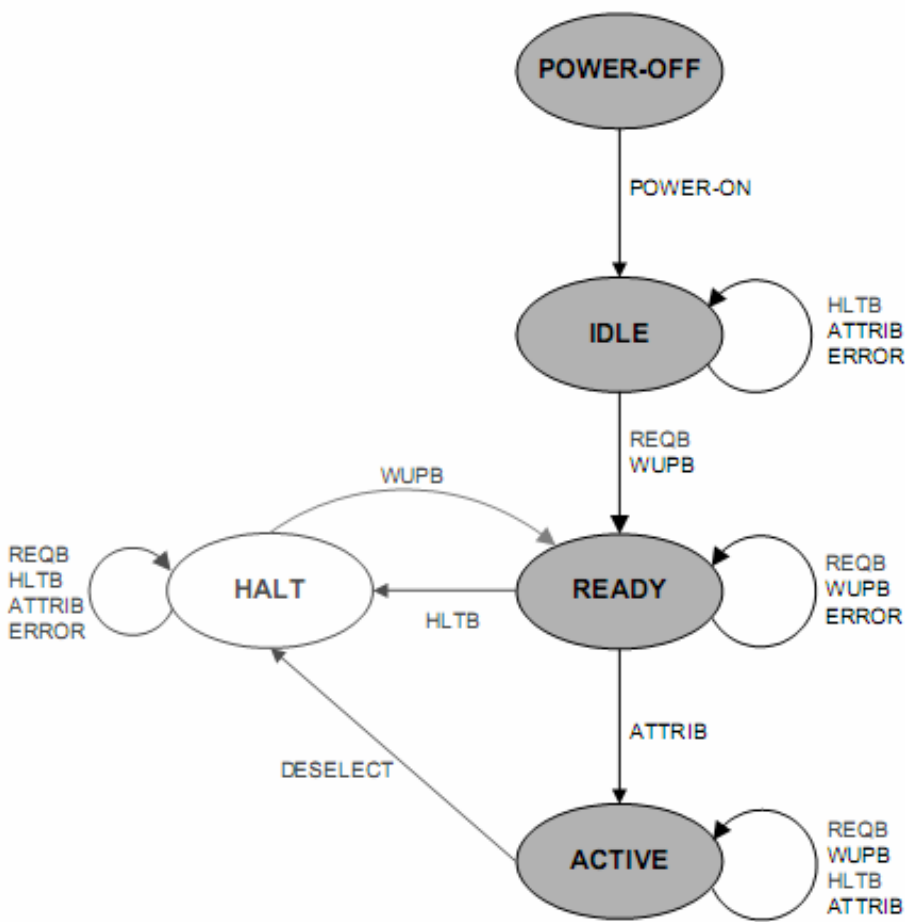 POWER-OFF
POWER-ON
IDLE
HLTB
ATTRIB
ERROR
REQB
WUPB
WUPB
REQB
HLTB
ATTRIB
ERROR
HALT
HLTB
READY
REQB
WUPB
ERROR
ATTRIB
DESELECT
ACTIVE
REQB
WUPB
HLTB
ATTRIB